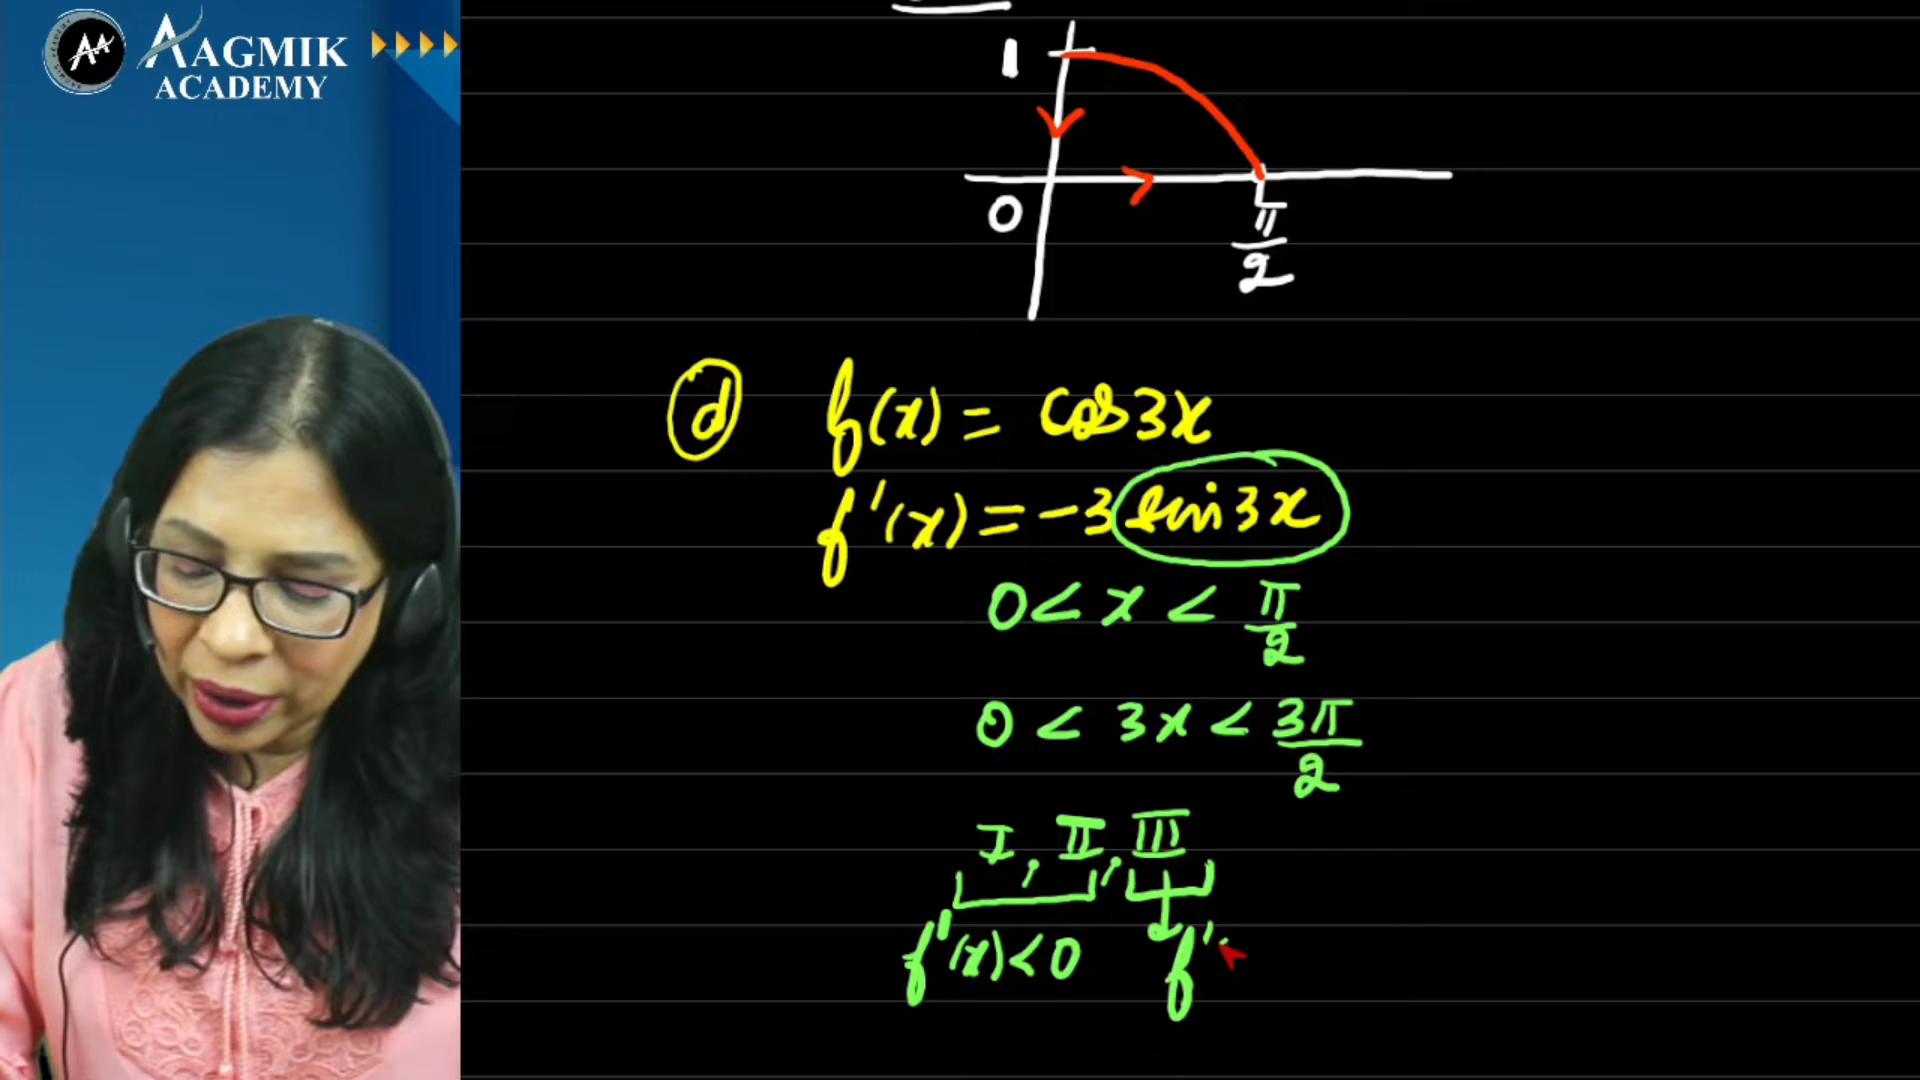 AAGMIK
ACADEMY
1
0
π/2
(d) f(x) = cos3x
f'(x) = -3 sin3x
0 < x < π/2
0 < 3x < 3π/2
I, II, III
f'(x)<0 f'